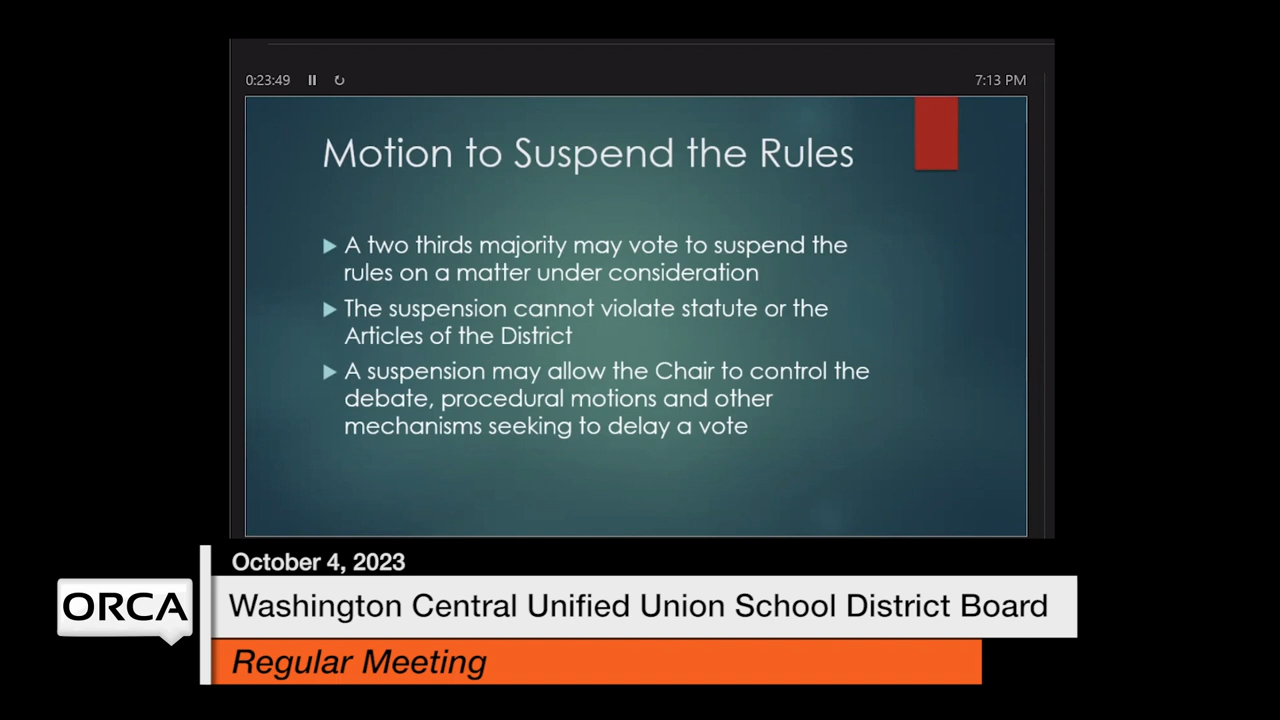 0:23:49
7:13 PM
Motion to Suspend the Rules
A two thirds majority may vote to suspend the
rules on a matter under consideration
The suspension cannot violate statute or the
Articles of the District
A suspension may allow the Chair to control the
debate, procedural motions and other
mechanisms seeking to delay a vote
October 4, 2023
ORCA
Washington Central Unified Union School District Board
Regular Meeting